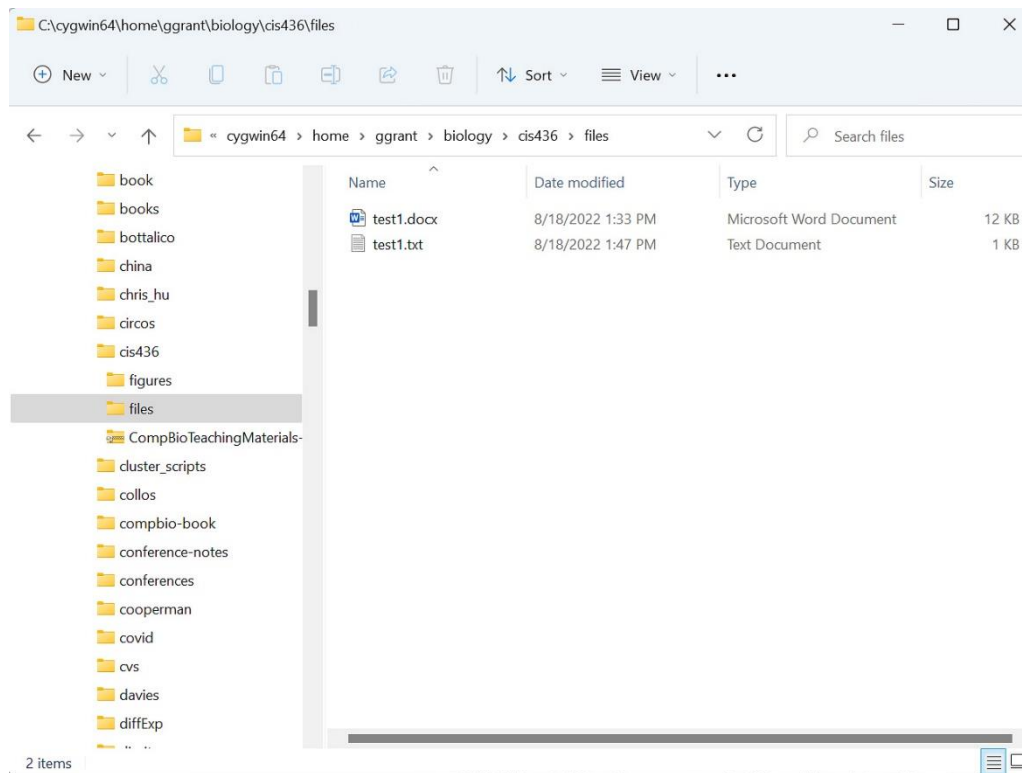 C:\cygwin64\home\ggrant\biology\cis436\files
New Sort View
« cygwin64 > home > ggrant > biology > cis436 > files Search files
Name Date modified Type Size
test1.docx 8/18/2022 1:33 PM Microsoft Word Document 12 KB
test1.txt 8/18/2022 1:47 PM Text Document 1 KB
book
books
bottalico
china
chris_hu
circos
cis436
figures
files
CompBioTeachingMaterials-
cluster_scripts
collos
compbio-book
conference-notes
conferences
cooperman
covid
cvs
davies
diffExp
2 items